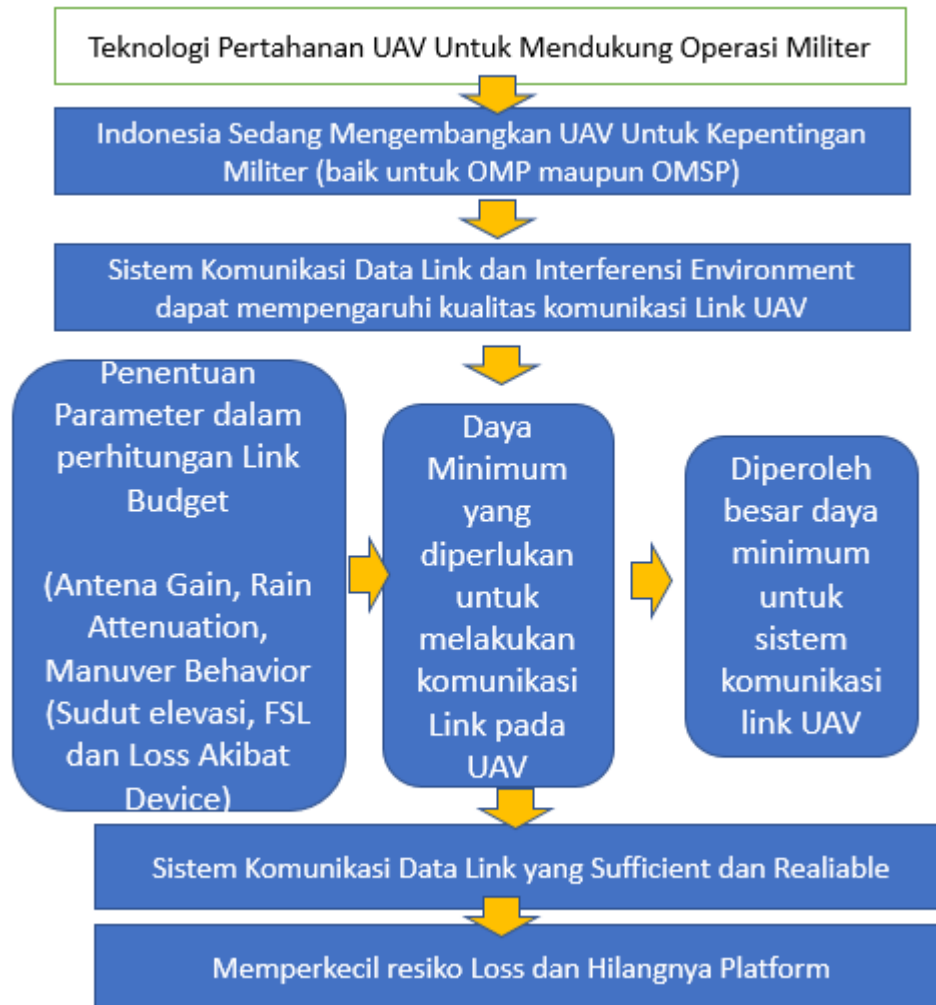 Teknologi Pertahanan UAV Untuk Mendukung Operasi Militer
Indonesia Sedang Mengembangkan UAV Untuk Kepentingan
Militer (baik untuk OMP maupun OMSP)
Sistem Komunikasi Data Link dan Interferensi Environment
dapat mempengaruhi kualitas komunikasi Link UAV
Penentuan
Parameter dalam
perhitungan Link
Budget
(Antena Gain, Rain
Attenuation,
Manuver Behavior
(Sudut elevasi, FSL
dan Loss Akibat
Device)
Daya
Minimum
yang
diperlukan
untuk
melakukan
komunikasi
Link pada
UAV
Diperoleh
besar daya
minimum
untuk
sistem
komunikasi
link UAV
Sistem Komunikasi Data Link yang Sufficient dan Realiable
Memperkecil resiko Loss dan Hilangnya Platform